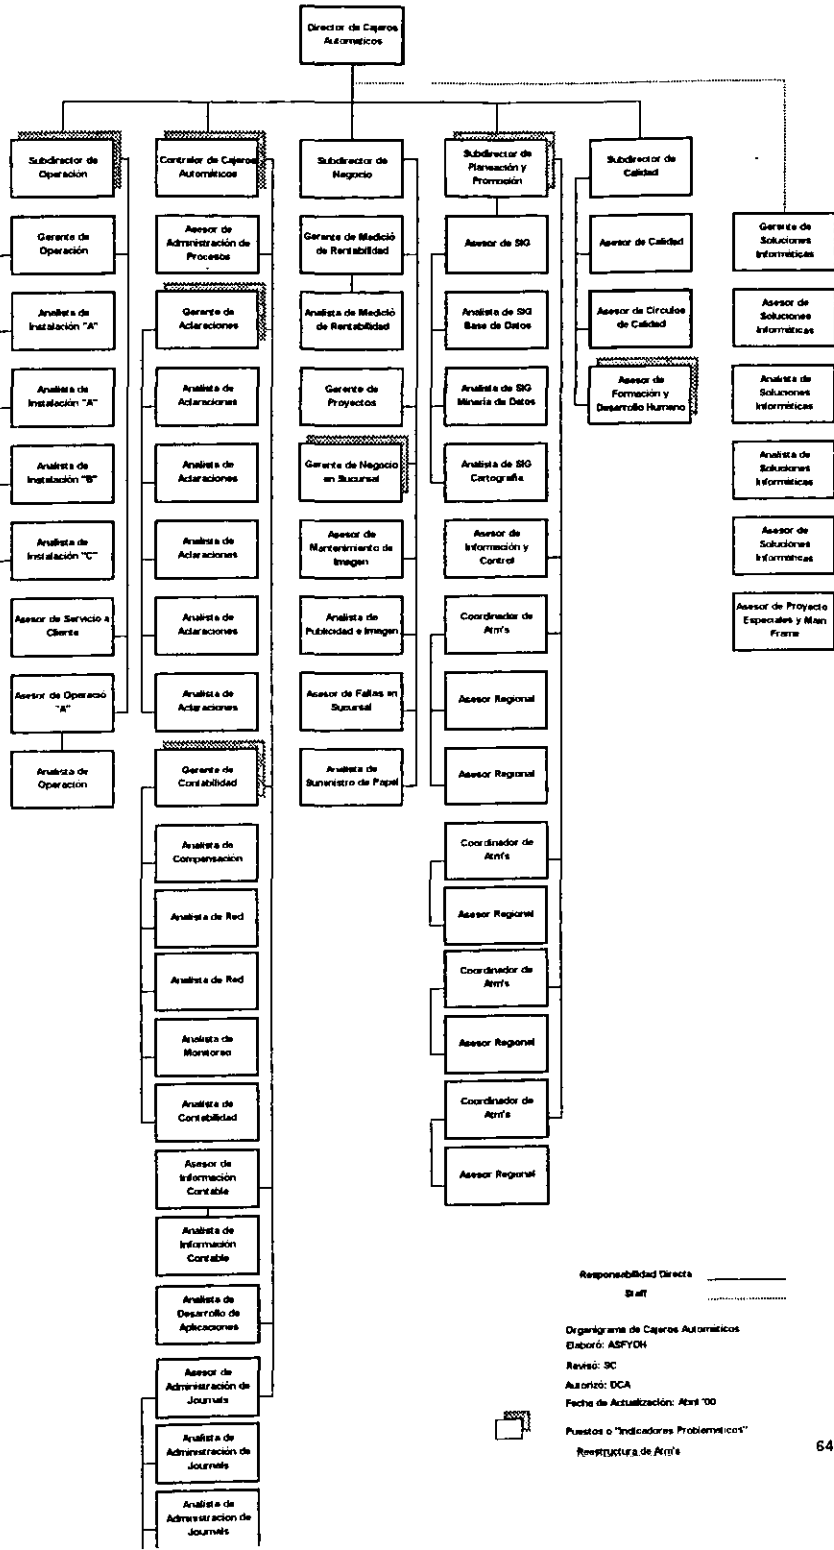 Director de Cajeros
Automáticos
Subdirector de
Operación
Gerente de
Operación
Analista de
Instalación "A"
Analista de
Instalación "A"
Analista de
Instalación "B"
Analista de
Instalación "C"
Asesor de Servicio a
Cliente
Asesor de Operació
"A"
Analista de
Operación
Contralor de Cajeros
Automáticos
Asesor de
Administración de
Procesos
Gerente de
Aclaraciones
Analista de
Aclaraciones
Analista de
Aclaraciones
Analista de
Aclaraciones
Analista de
Aclaraciones
Analista de
Aclaraciones
Gerente de
Contabilidad
Analista de
Compensación
Analista de Red
Analista de Red
Analista de
Monitoreo
Analista de
Contabilidad
Asesor de
Información
Contable
Analista de
Información
Contable
Analista de
Desarrollo de
Aplicaciones
Asesor de
Administración de
Journals
Analista de
Administración de
Journals
Analista de
Administracion de
Journals
Subdirector de
Negocio
Gerente de Medició
de Rentabilidad
Analista de Medició
de Rentabilidad
Gerente de
Proyectos
Gerente de Negocio
en Sucursal
Asesor de
Mantenimiento de
Imagen
Analista de
Publicidad e Imagen
Asesor de Fallas en
Sucursal
Analista de
Suministro de Papel
Subdirector de
Planeación y
Promoción
Asesor de SIG
Analista de SIG
Base de Datos
Analista de SIG
Minaría de Datos
Analista de SIG
Cartografía
Asesor de
Información y
Control
Coordinador de
Atm's
Asesor Regional
Asesor Regional
Coordinador de
Atm's
Asesor Regional
Coordinador de
Atm's
Asesor Regional
Coordinador de
Atm's
Asesor Regional
Subdirector de
Calidad
Asesor de Calidad
Asesor de Círculos
de Calidad
Asesor de
Formación y
Desarrollo Humano
Gerente de
Soluciones
Informáticas
Asesor de
Soluciones
Informáticas
Analista de
Soluciones
Informáticas
Analista de
Soluciones
Informáticas
Asesor de
Soluciones
Informáticas
Asesor de Proyecto
Especiales y Main
Frame
Responsabilidad Directa
Staff
Organigrama de Cajeros Automáticos
Elaboró: ASFYDH
Revisó: SC
Autorizó: DCA
Fecha de Actualización: Abril '00
Puestos o "Indicadores Problemáticos"
Reestructura de Atm's
64